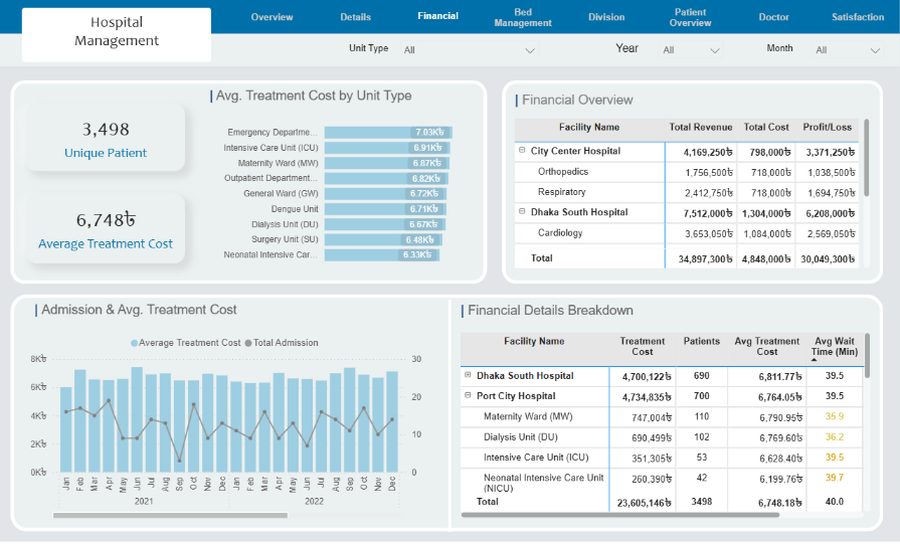 Hospital
Management
Overview
Details
Financial
Bed
Management
Division
Patient
Overview
Doctor
Satisfaction
Unit Type All
Year All
Month All
3,498
Unique Patient
6,748৳
Average Treatment Cost
Avg. Treatment Cost by Unit Type
Emergency Departme... 7.03K৳
Intensive Care Unit (ICU) 6.91K৳
Maternity Ward (MW) 6.87K৳
Outpatient Department... 6.82K৳
General Ward (GW) 6.72K৳
Dengue Unit 6.71K৳
Dialysis Unit (DU) 6.67K৳
Surgery Unit (SU) 6.48K৳
Neonatal Intensive Car... 6.33K৳
Financial Overview
Facility Name Total Revenue Total Cost Profit/Loss
City Center Hospital 4,169,250৳ 798,000৳ 3,371,250৳
Orthopedics 1,756,500৳ 718,000৳ 1,038,500৳
Respiratory 2,412,750৳ 718,000৳ 1,694,750৳
Dhaka South Hospital 7,512,000৳ 1,304,000৳ 6,208,000৳
Cardiology 3,653,050৳ 1,084,000৳ 2,569,050৳
Total 34,897,300৳ 4,848,000৳ 30,049,300৳
Admission & Avg. Treatment Cost
Average Treatment Cost Total Admission
8K৳ 30
6K৳
20
4K৳
10
2K৳
0K৳ 0
Jan Feb Mar Apr May Jun Jul Aug Sep Oct Nov Dec Jan Feb Mar Apr May Jun Jul Aug Sep Oct Nov Dec
2021 2022
Financial Details Breakdown
Facility Name Treatment Cost Patients Avg Treatment Cost Avg Wait Time (Min)
Dhaka South Hospital 4,700,122৳ 690 6,811.77৳ 39.5
Port City Hospital 4,734,835৳ 700 6,764.05৳ 39.5
Maternity Ward (MW) 747,004৳ 110 6,790.95৳ 35.9
Dialysis Unit (DU) 690,499৳ 102 6,769.60৳ 36.2
Intensive Care Unit (ICU) 351,305৳ 53 6,628.40৳ 39.5
Neonatal Intensive Care Unit (NICU) 260,390৳ 42 6,199.76৳ 39.7
Total 23,605,146৳ 3498 6,748.18৳ 40.0